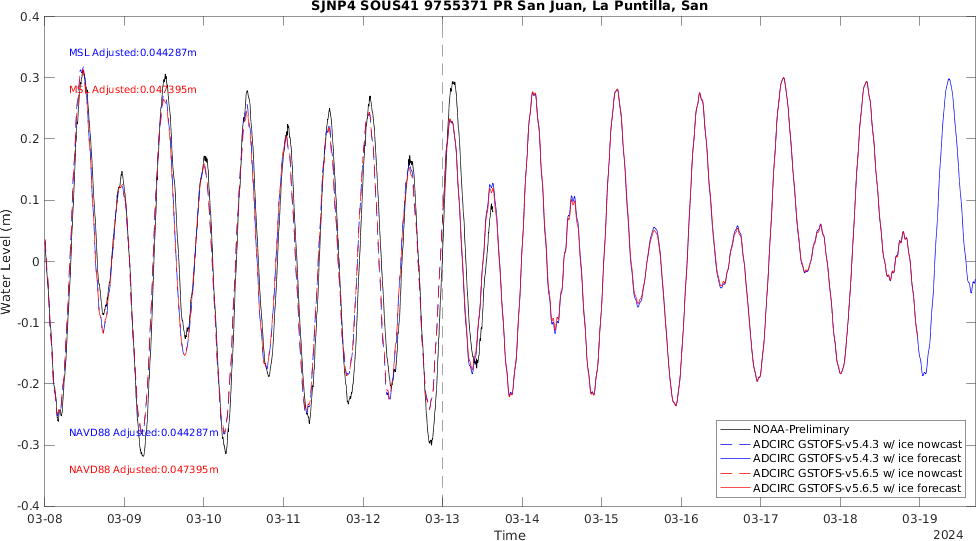 SJNP4 SOUS41 9755371 PR San Juan, La Puntilla, San
Water Level (m)
0.4
0.3
0.2
0.1
0
-0.1
-0.2
-0.3
-0.4
MSL Adjusted:0.044287m
MSL Adjusted:0.047395m
NAVD88 Adjusted:0.044287m
NAVD88 Adjusted:0.047395m
NOAA-Preliminary
ADCIRC GSTOFS-v5.4.3 w/ ice nowcast
ADCIRC GSTOFS-v5.4.3 w/ ice forecast
ADCIRC GSTOFS-v5.6.5 w/ ice nowcast
ADCIRC GSTOFS-v5.6.5 w/ ice forecast
03-08 03-09 03-10 03-11 03-12 03-13 03-14 03-15 03-16 03-17 03-18 03-19
Time
2024